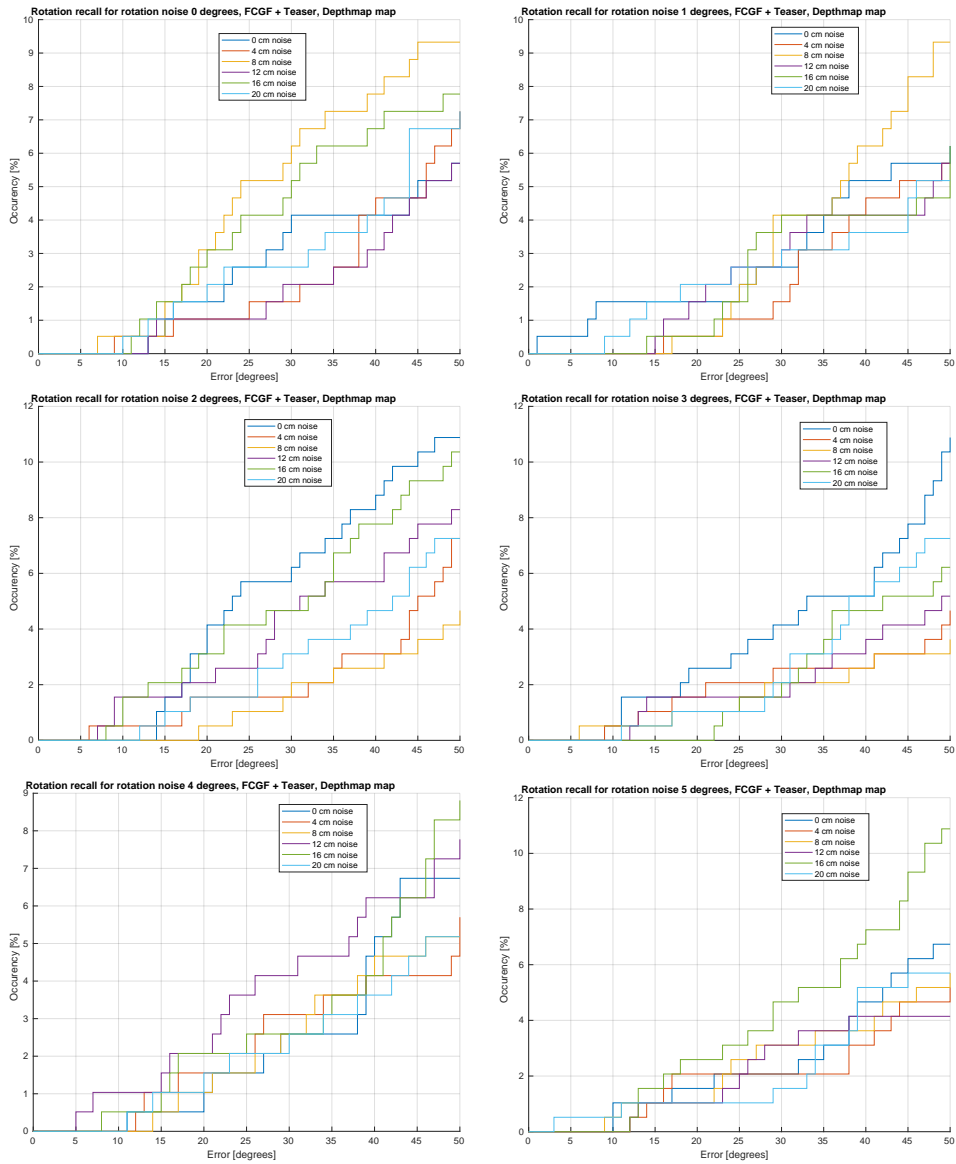 Rotation recall for rotation noise 0 degrees, FCGF + Teaser, Depthmap map
10
9
8
7
6
5
4
3
2
1
0
Occurency [%]
0 cm noise
4 cm noise
8 cm noise
12 cm noise
16 cm noise
20 cm noise
0 5 10 15 20 25 30 35 40 45 50
Error [degrees]
Rotation recall for rotation noise 1 degrees, FCGF + Teaser, Depthmap map
10
9
8
7
6
5
4
3
2
1
0
Occurency [%]
0 cm noise
4 cm noise
8 cm noise
12 cm noise
16 cm noise
20 cm noise
0 5 10 15 20 25 30 35 40 45 50
Error [degrees]
Rotation recall for rotation noise 2 degrees, FCGF + Teaser, Depthmap map
12
10
8
6
4
2
0
Occurency [%]
0 cm noise
4 cm noise
8 cm noise
12 cm noise
16 cm noise
20 cm noise
0 5 10 15 20 25 30 35 40 45 50
Error [degrees]
Rotation recall for rotation noise 3 degrees, FCGF + Teaser, Depthmap map
12
10
8
6
4
2
0
Occurency [%]
0 cm noise
4 cm noise
8 cm noise
12 cm noise
16 cm noise
20 cm noise
0 5 10 15 20 25 30 35 40 45 50
Error [degrees]
Rotation recall for rotation noise 4 degrees, FCGF + Teaser, Depthmap map
9
8
7
6
5
4
3
2
1
0
Occurency [%]
0 cm noise
4 cm noise
8 cm noise
12 cm noise
16 cm noise
20 cm noise
0 5 10 15 20 25 30 35 40 45 50
Error [degrees]
Rotation recall for rotation noise 5 degrees, FCGF + Teaser, Depthmap map
12
10
8
6
4
2
0
Occurency [%]
0 cm noise
4 cm noise
8 cm noise
12 cm noise
16 cm noise
20 cm noise
0 5 10 15 20 25 30 35 40 45 50
Error [degrees]